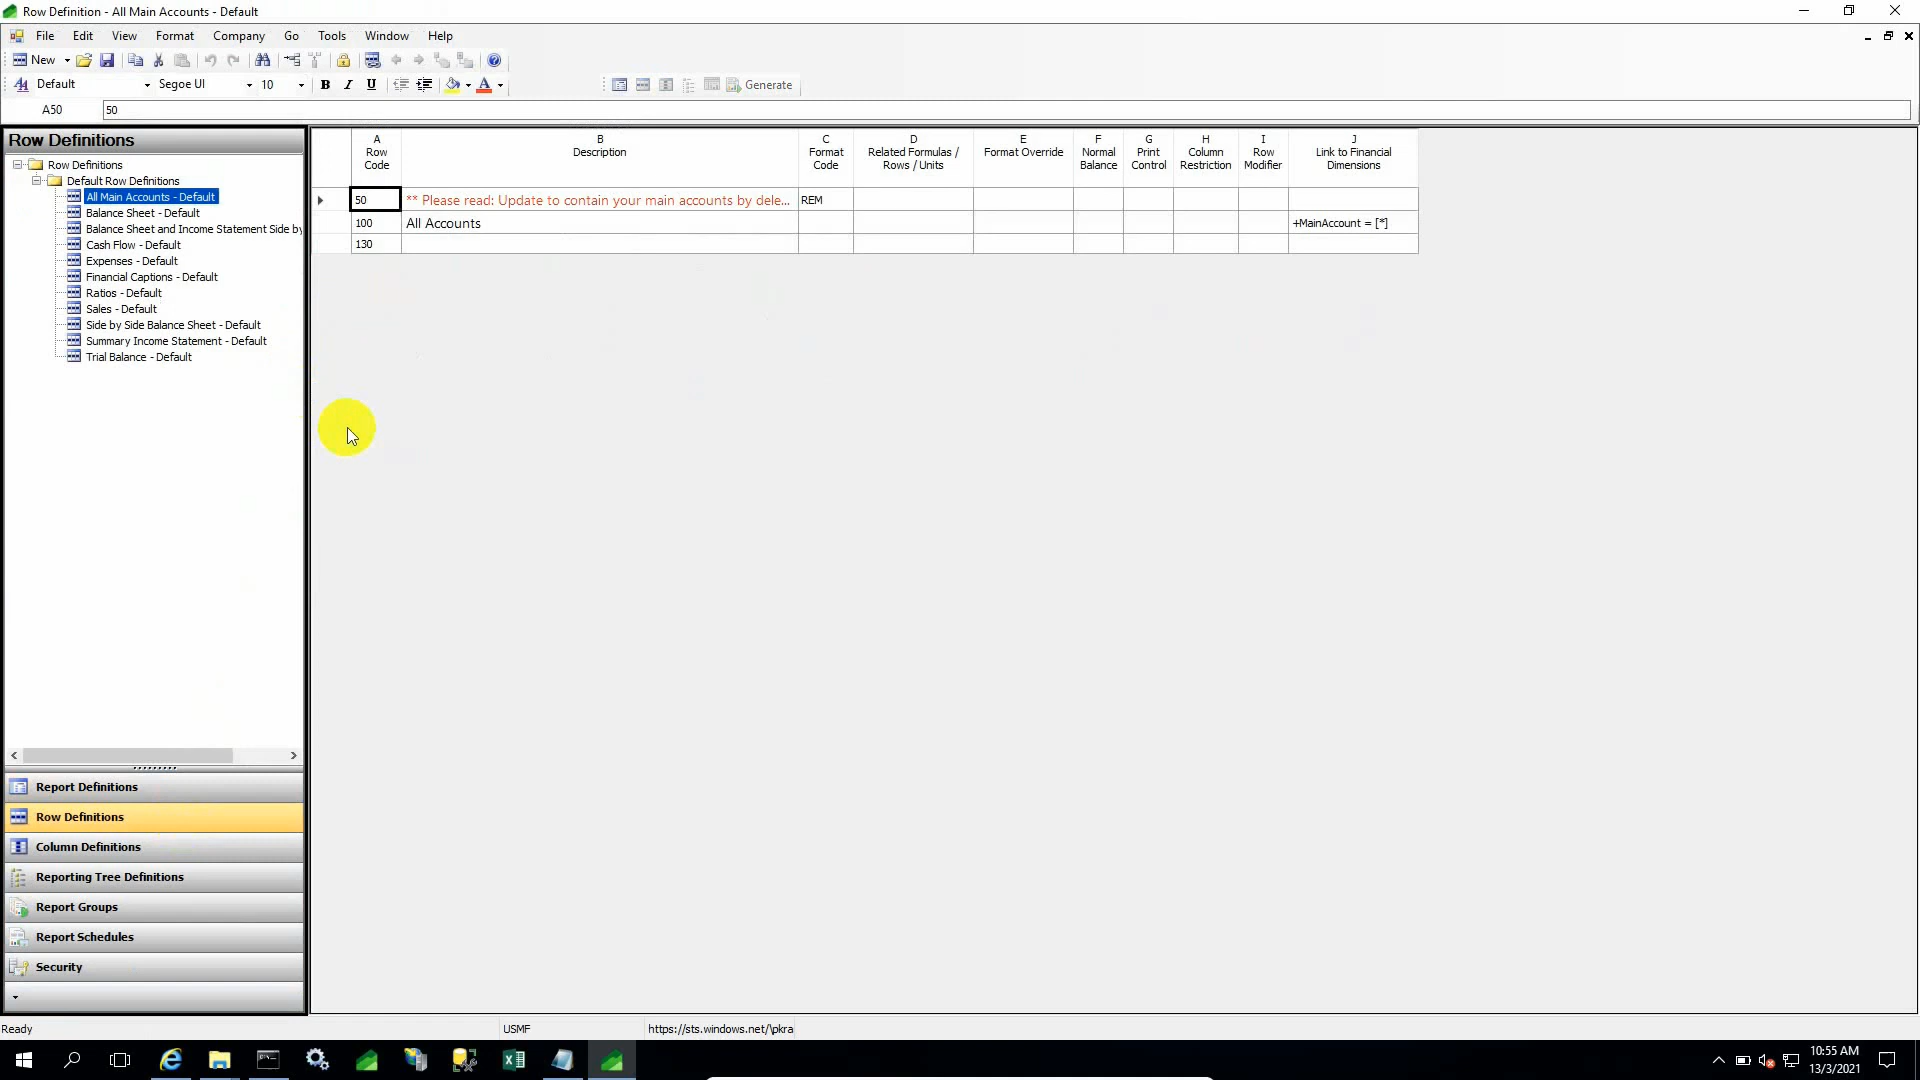 Row Definition - All Main Accounts - Default
File Edit View Format Company Go Tools Window Help
New
Default Segoe UI 10 B I U A Generate
A50 50
Row Definitions
Row Definitions
Default Row Definitions
All Main Accounts - Default
Balance Sheet - Default
Balance Sheet and Income Statement Side by
Cash Flow - Default
Expenses - Default
Financial Captions - Default
Ratios - Default
Sales - Default
Side by Side Balance Sheet - Default
Summary Income Statement - Default
Trial Balance - Default
Report Definitions
Row Definitions
Column Definitions
Reporting Tree Definitions
Report Groups
Report Schedules
Security
A B C D E F G H I J
Row Code Description Format Code Related Formulas / Rows / Units Format Override Normal Balance Print Control Column Restriction Row Modifier Link to Financial Dimensions
50 ** Please read: Update to contain your main accounts by dele... REM
100 All Accounts +MainAccount = [*]
130
Ready USMF https://sts.windows.net/\pkra
10:55 AM
13/3/2021